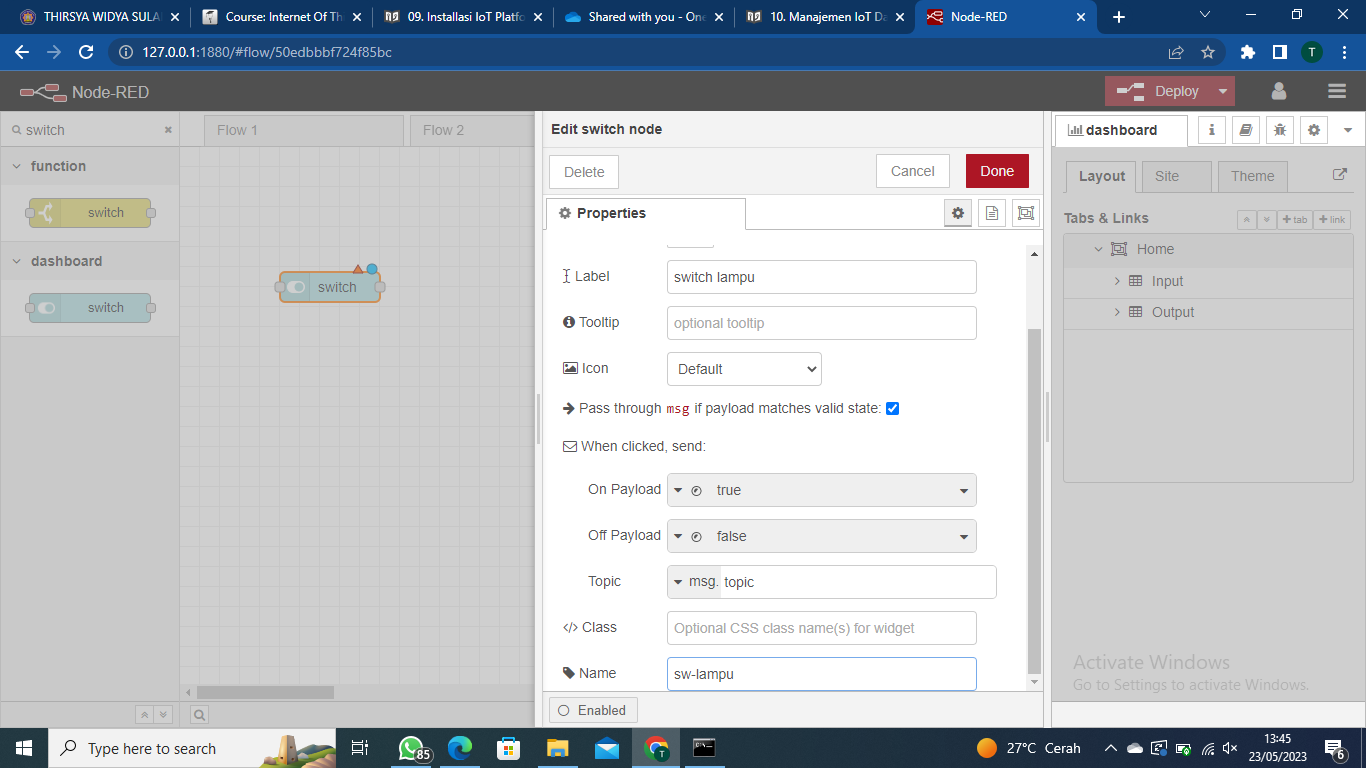 THIRSYA WIDYA SULA
Course: Internet Of Th
09. Installasi IoT Platfo
Shared with you - One
10. Manajemen IoT Da
Node-RED
127.0.0.1:1880/#flow/50edbbbf724f85bc
T
Node-RED
Deploy
switch
Flow 1
Flow 2
function
switch
dashboard
switch
switch
Edit switch node
Delete
Cancel
Done
Properties
Label
switch lampu
Tooltip
optional tooltip
Icon
Default
Pass through msg if payload matches valid state:
When clicked, send:
On Payload
true
Off Payload
false
Topic
msg. topic
Class
Optional CSS class name(s) for widget
Name
sw-lampu
Enabled
dashboard
Layout
Site
Theme
Tabs & Links
tab
link
Home
Input
Output
Activate Windows
Go to Settings to activate Windows.
Type here to search
85
T
27°C Cerah
13:45
23/05/2023
6